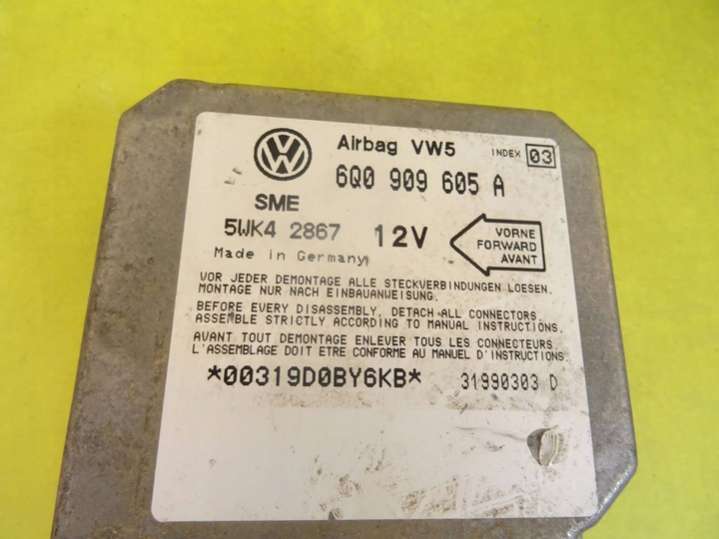 Airbag VW5 INDEX 03
6Q0 909 605 A
SME
5WK4 2867 12V
VORNE
FORWARD
AVANT
Made in Germany
VOR JEDER DEMONTAGE ALLE STECKVERBINDUNGEN LOESEN.
MONTAGE NUR NACH EINBAUANWEISUNG.
BEFORE EVERY DISASSEMBLY, DETACH ALL CONNECTORS.
ASSEMBLE STRICTLY ACCORDING TO MANUAL INSTRUCTIONS.
AVANT TOUT DEMONTAGE ENLEVER TOUS LES CONNECTEURS.
L'ASSEMBLAGE DOIT ETRE CONFORME AU MANUEL D'INSTRUCTIONS.
*00319D0BY6KB* 31990303 D